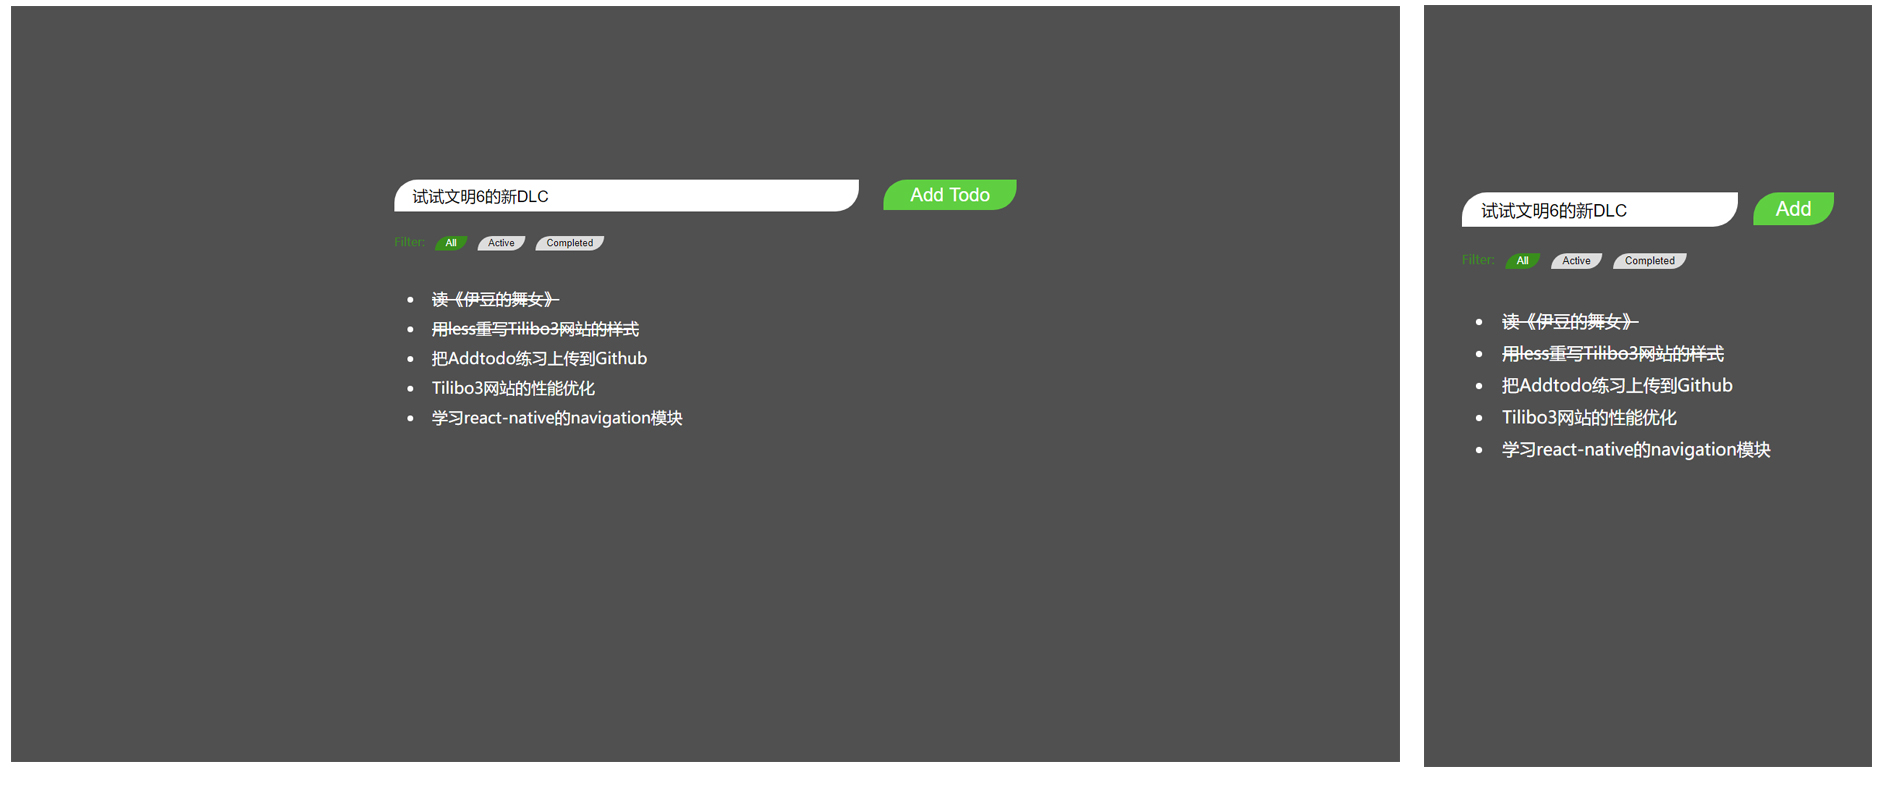 试试文明6的新DLC Add Todo
Filter: All Active Completed
读《伊豆的舞女》
用less重写Tilibo3网站的样式
把Addtodo练习上传到Github
Tilibo3网站的性能优化
学习react-native的navigation模块
试试文明6的新DLC Add
Filter: All Active Completed
读《伊豆的舞女》
用less重写Tilibo3网站的样式
把Addtodo练习上传到Github
Tilibo3网站的性能优化
学习react-native的navigation模块